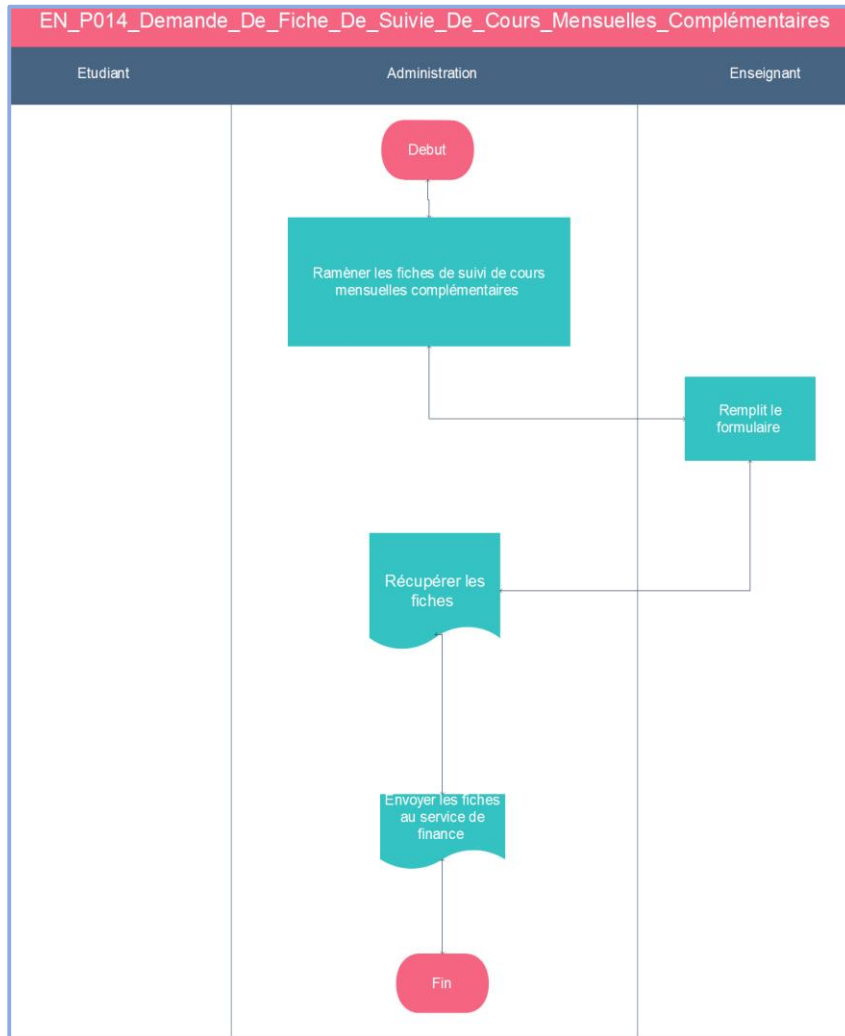 EN_P014_Demande_De_Fiche_De_Suivie_De_Cours_Mensuelles_Complémentaires
Etudiant
Administration
Enseignant
Debut
Ramèner les fiches de suivi de cours
mensuelles complémentaires
Remplit le
formulaire
Récupérer les
fiches
Envoyer les fiches
au service de
finance
Fin